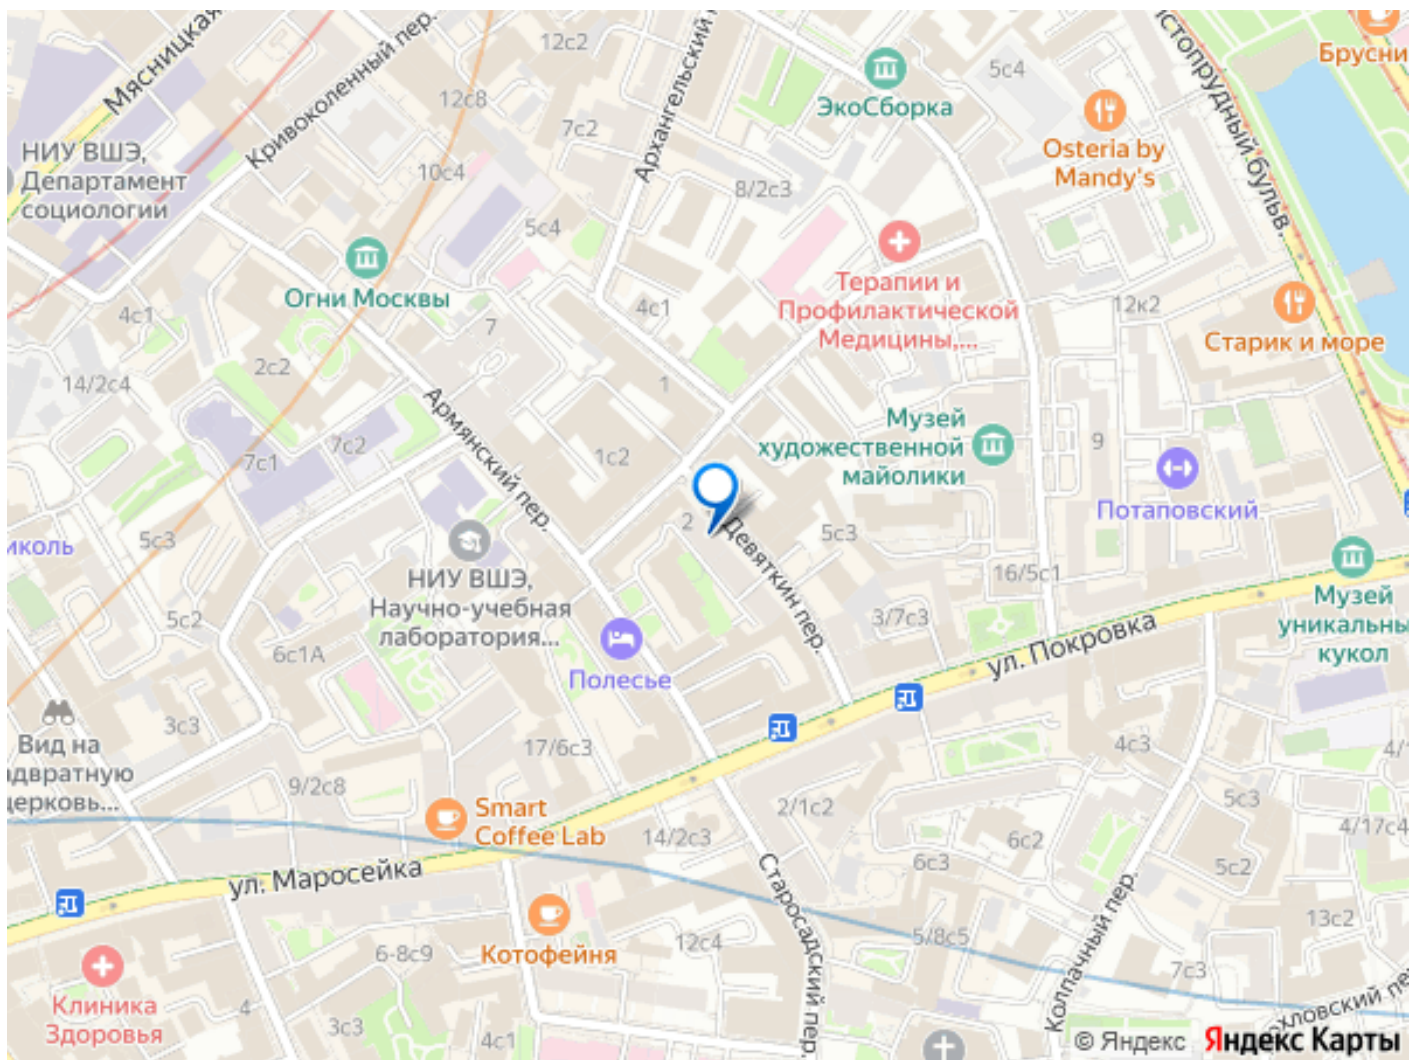 Мясницкая
Кривоколенный пер.
12с2
12с8
7с2
10с4
Архангельский
ЭкоСборка
5с4
Брусни
Osteria by
Mandy's
НИУ ВШЭ,
Департамент
социологии
8/2с3
5с4
Огни Москвы
4с1
7
4с1
Терапии и
Профилактической
Медицины,...
12к2
Старик и море
2с2
14/2с4
1
Армянский пер.
7с2
7с1
1с2
Музей
художественной
майолики
9
Потаповский
иколь
5с3
2
Девяткин пер.
5с3
16/5с1
НИУ ВШЭ,
Научно-учебная
лаборатория...
5с2
6с1А
3/7с3
ул. Покровка
Музей
уникальны
кукол
Полесье
3с3
Вид на
адвратную
церковь...
17/6с3
9/2с8
4с3
4/1
Smart
Coffee Lab
14/2с3
2/1с2
6с2
5с3
4/17с4
6с3
5с2
ул. Маросейка
Старосадский пер.
Колпачный пер.
13с2
Котофейня
12с4
5/8с5
6-8с9
7с3
Клиника
Здоровья
4
3с3
4с1
охловский пе
© Яндекс
Яндекс Карты